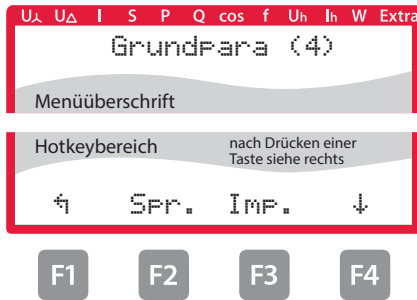 U⅄ U△ I S P Q cos f Uh Ih W Extra
Grundpara (4)
Menüüberschrift
Hotkeybereich
nach Drücken einer
Taste siehe rechts
↰ Spr. Imp. ↓
F1 F2 F3 F4